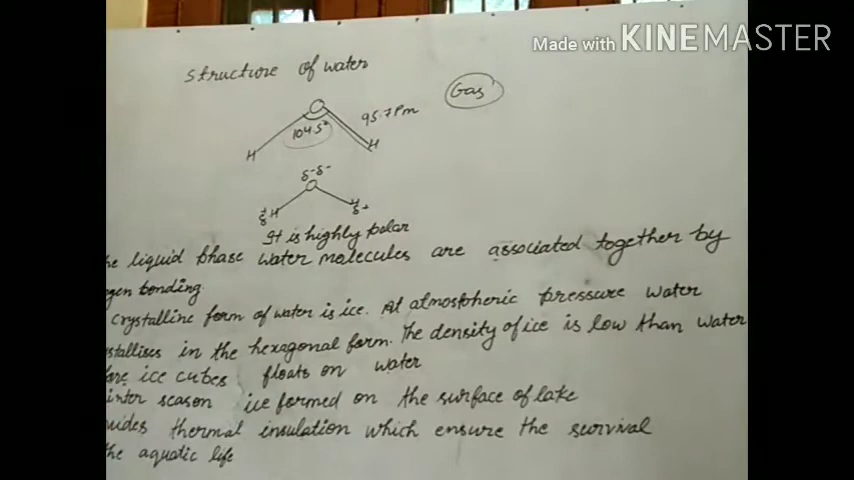 Made with KINEMASTER
Structure of water
Gas
104.5°
95.7 Pm
H H
δ-δ-
δ+ H H δ+
It is highly polar
he liquid phase water molecules are associated together by
gen bonding.
crystalline form of water is ice. At atmospheric pressure water
stallises in the hexagonal form. The density of ice is low than water
fore ice cubes floats on water
inter season ice formed on the surface of lake
vides thermal insulation which ensure the survival
the aquatic life